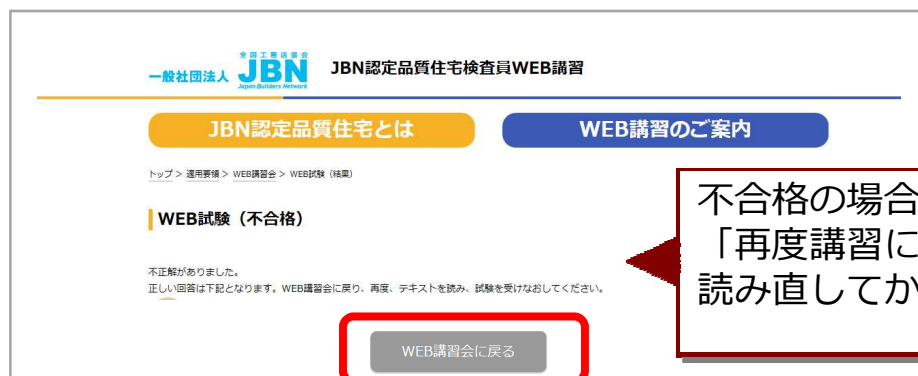 全国工務店協会
一般社団法人 JBN JBN認定品質住宅検査員WEB講習
Japan Builders Network
JBN認定品質住宅とは WEB講習のご案内
トップ > 適用要領 > WEB講習会 > WEB試験（結果）
WEB試験（不合格）
不正解がありました。
正しい回答は下記となります。WEB講習会に戻り、再度、テキストを読み、試験を受けなおしてください。
不合格の場合
「再度講習に
読み直してか
WEB講習会に戻る